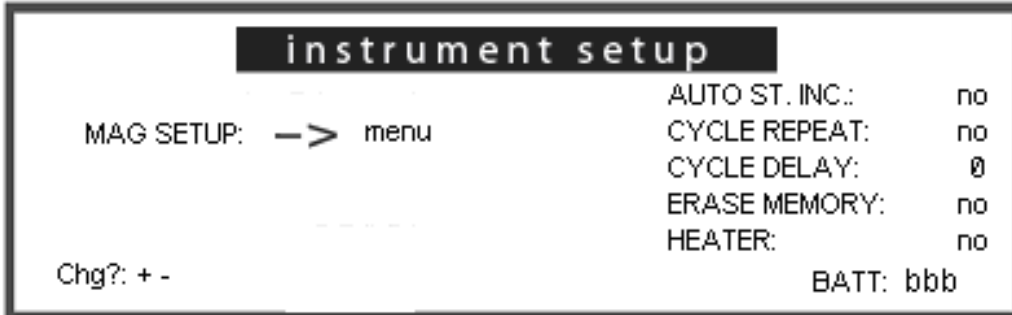 instrument setup
AUTO ST. INC.: no
MAG SETUP: –> menu CYCLE REPEAT: no
CYCLE DELAY: 0
ERASE MEMORY: no
HEATER: no
Chg?: + - BATT: bbb